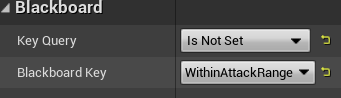 Blackboard
Key Query Is Not Set
Blackboard Key WithinAttackRange